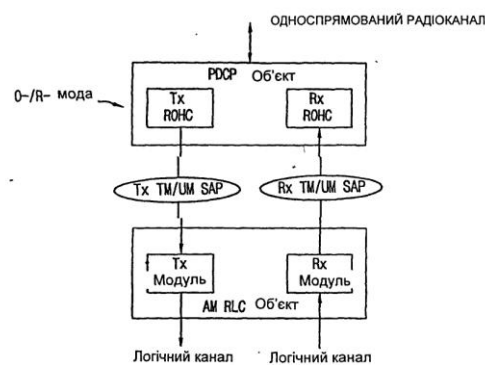 ОДНОСПРЯМОВАНИЙ РАДІОКАНАЛ
PDCP Об'єкт
O-/R- мода
Tx
ROHC
Rx
ROHC
Tx TM/UM SAP
Rx TM/UM SAP
Tx
Модуль
Rx
Модуль
AM RLC Об'єкт
Логічний канал
Логічний канал